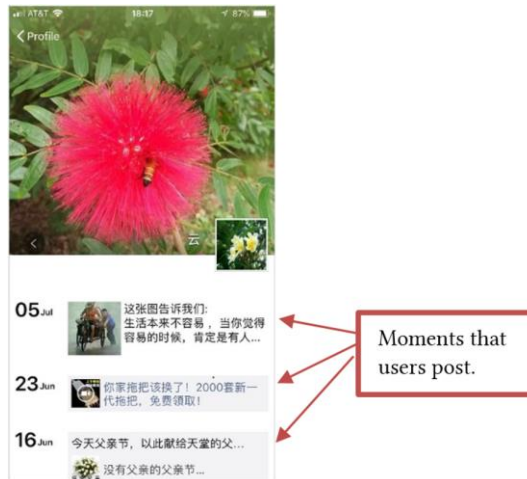 AT&T 18:17 87%
Profile
云
05 Jul
这张图告诉我们:
生活本来不容易，当你觉得
容易的时候，肯定是有人...
23 Jun
你家拖把该换了！2000套新一
代拖把，免费领取！
16 Jun
今天父亲节，以此献给天堂的父...
没有父亲的父亲节...
Moments that
users post.